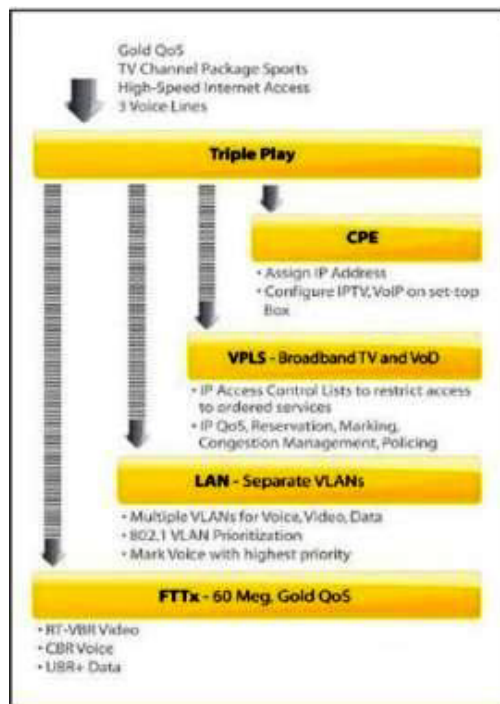 Gold QoS
TV Channel Package Sports
High-Speed Internet Access
3 Voice Lines
Triple Play
CPE
• Assign IP Address
• Configure IPTV, VoIP on set-top
Box
VPLS - Broadband TV and VoD
• IP Access Control Lists to restrict access
to ordered services
• IP QoS, Reservation, Marking,
Congestion Management, Policing
LAN - Separate VLANs
• Multiple VLANs for Voice, Video, Data
• 802.1 VLAN Prioritization
• Mark Voice with highest priority
FTTx - 60 Meg. Gold QoS
• RT-VBR Video
• CBR Voice
• UBR+ Data